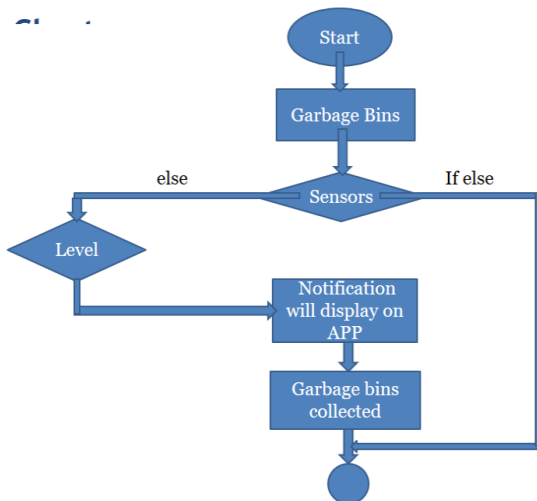 Start
Garbage Bins
else
If else
Sensors
Level
Notification
will display on
APP
Garbage bins
collected